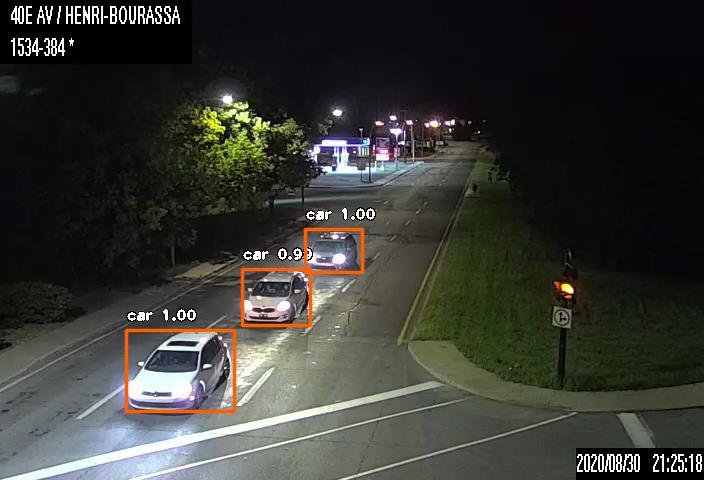 40E AV / HENRI-BOURASSA
1534-384 *
car 1.00
car 0.99
car 1.00
2020/08/30 21:25:18